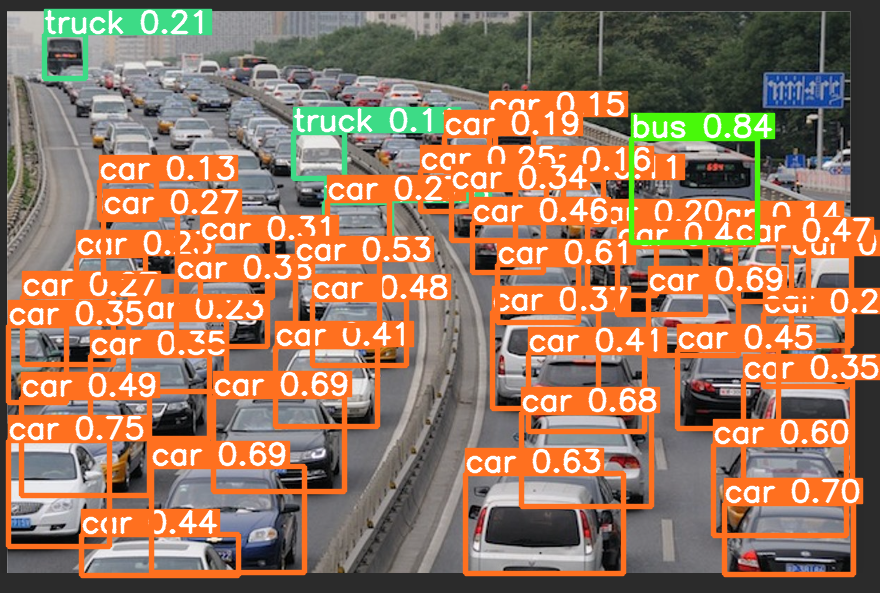 truck 0.21
car 0.15
truck 0.1
car 0.19
bus 0.84
car 0.25
0.16
car 0.13
car 0.34
car 0.2
car 0.27
car 0.46
0.20
0.14
car 0.31
car 0.4
car 0.47
car 0.53
car 0.61
car 0.35
car 0.69
car 0.27
car 0.48
car 0.37
car 0.2
car 0.35
0.23
car 0.41
car 0.41
car 0.45
car 0.35
car 0.35
car 0.49
car 0.69
car 0.68
car 0.75
car 0.60
car 0.69
car 0.63
car 0.70
car 0.44